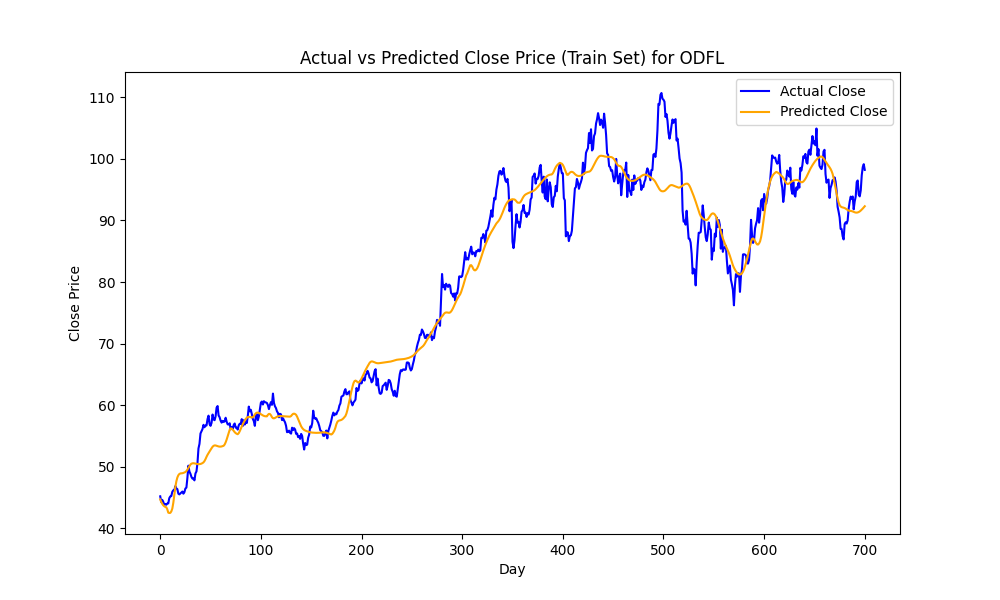 Actual vs Predicted Close Price (Train Set) for ODFL
Actual Close
Predicted Close
110
100
90
80
70
60
50
40
Close Price
0 100 200 300 400 500 600 700
Day